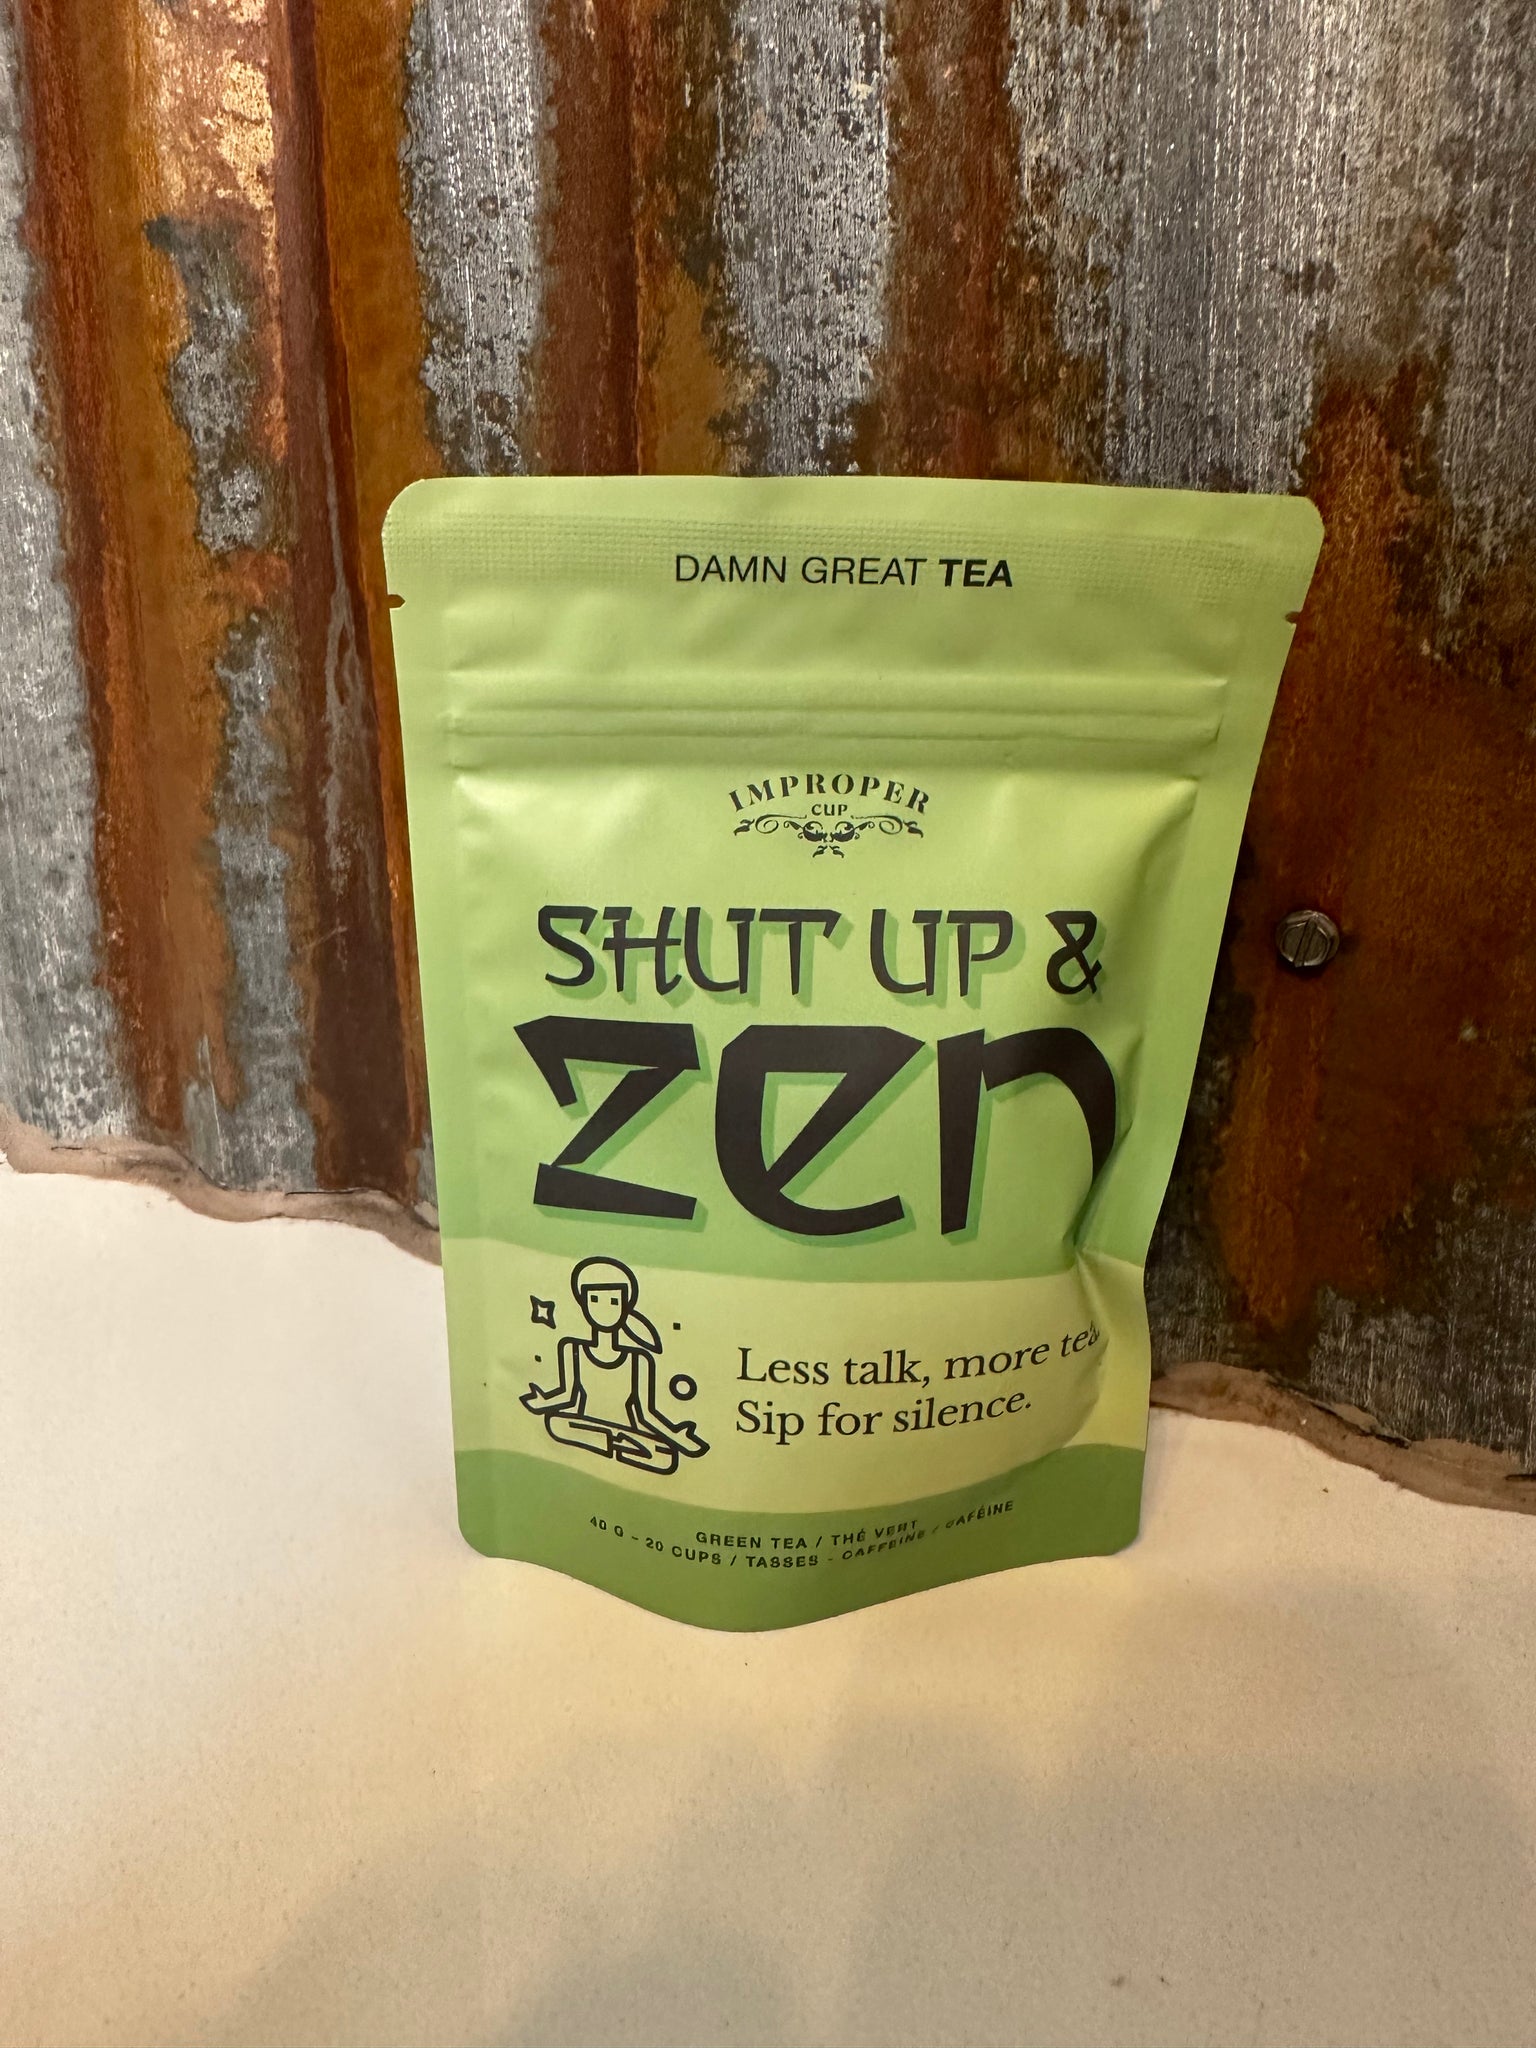 DAMN GREAT TEA
IMPROPER
CUP
SHUT UP &
zen
Less talk, more tea.
Sip for silence.
GREEN TEA / THÉ VERT
40 G - 20 CUPS / TASSES - CAFFEINE / CAFÉINE